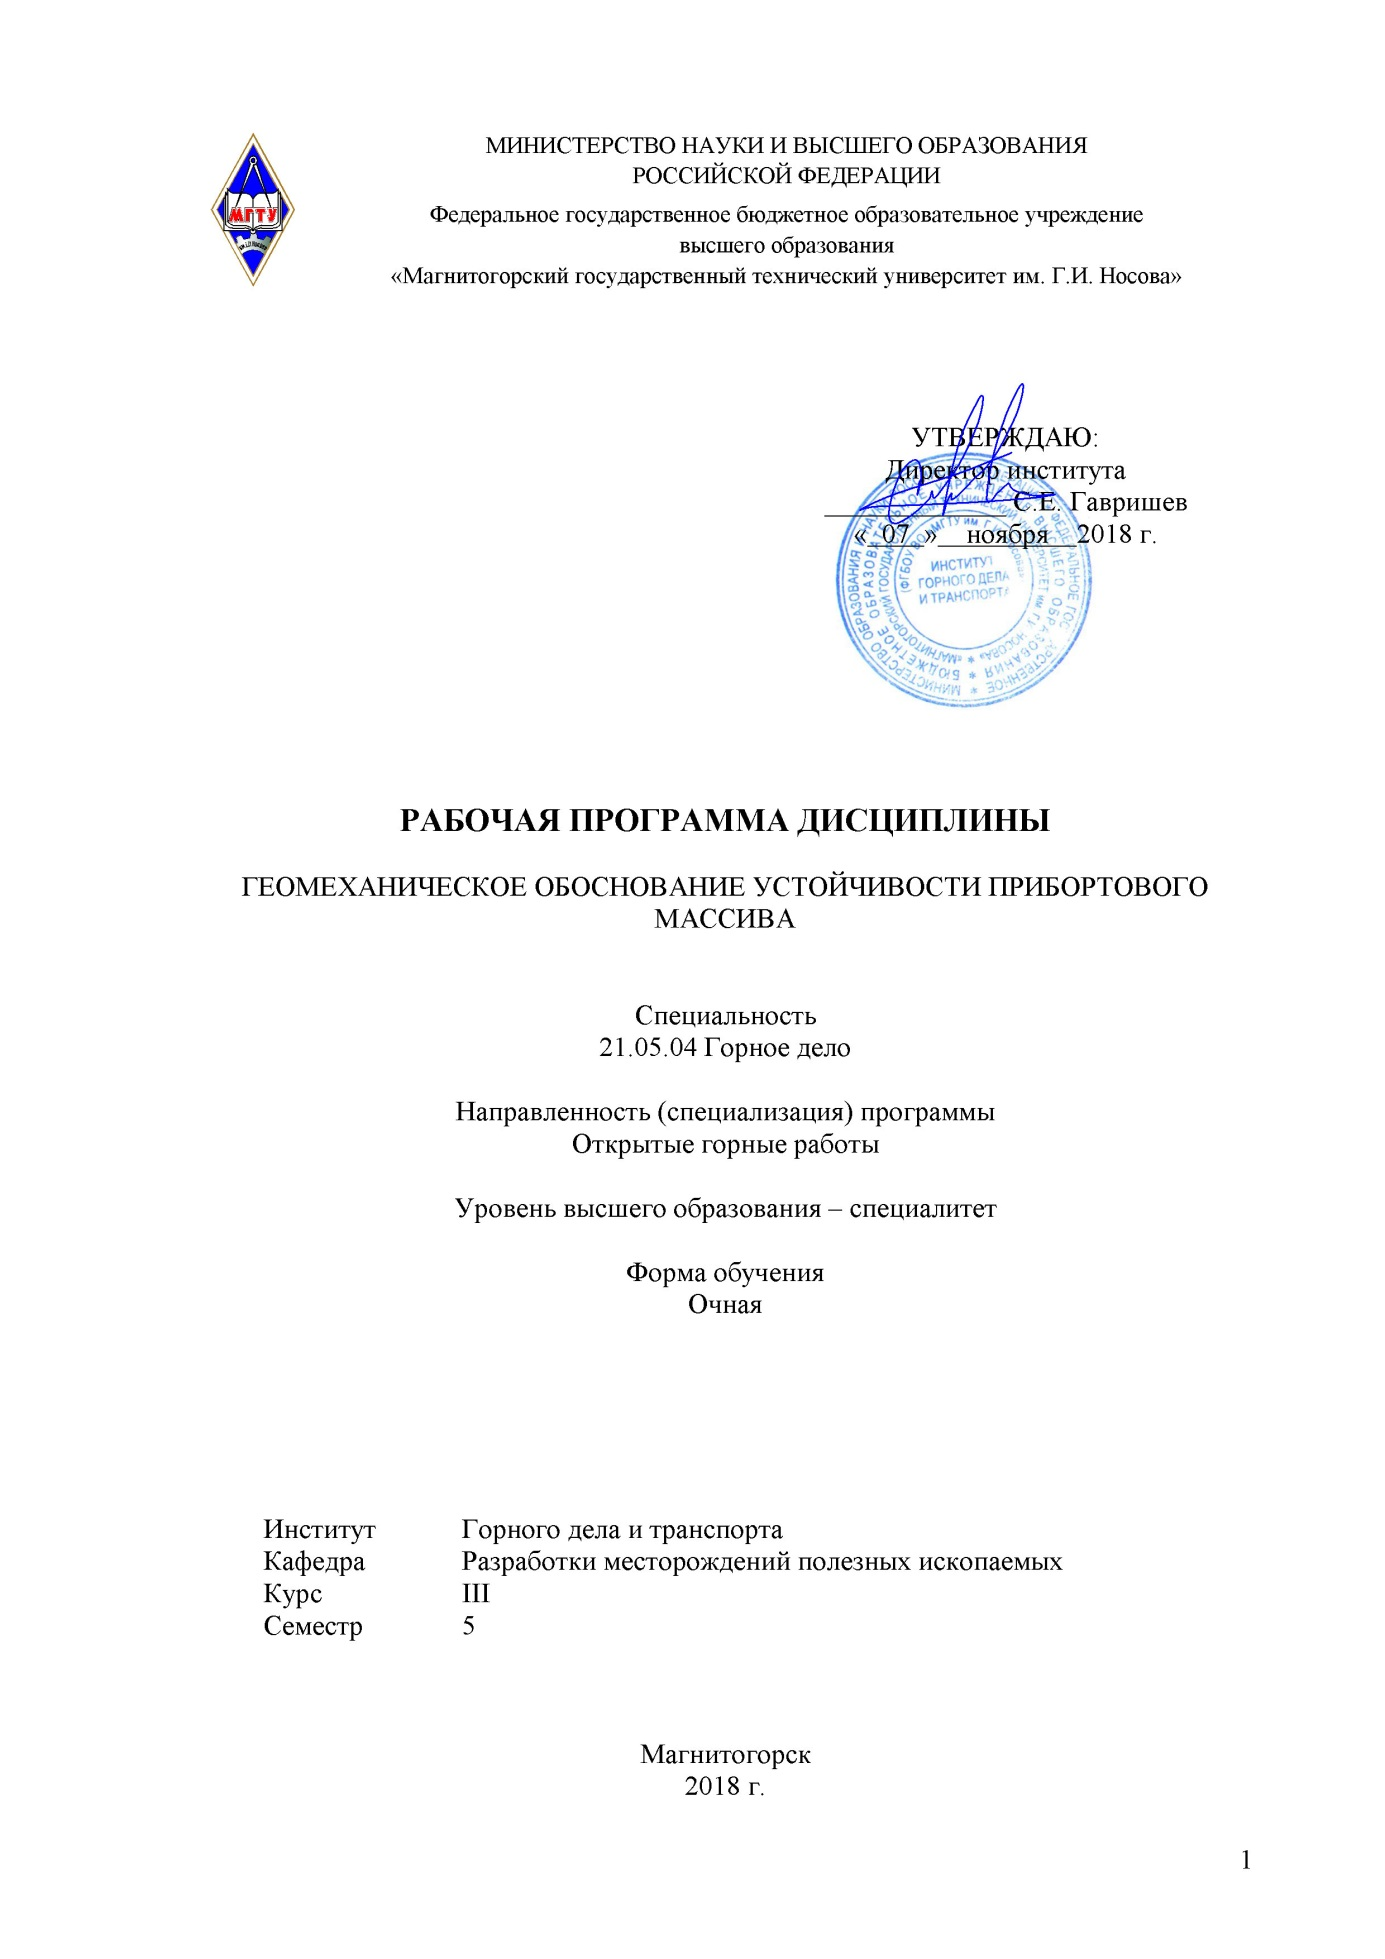 МИНИСТЕРСТВО НАУКИ И ВЫСШЕГО ОБРАЗОВАНИЯ
РОССИЙСКОЙ ФЕДЕРАЦИИ
Федеральное государственное бюджетное образовательное учреждение
высшего образования
«Магнитогорский государственный технический университет им. Г.И. Носова»
МГТУ
УТВЕРЖДАЮ:
Директор института
_____________ С.Е. Гавришев
«_07_»__ноября__2018 г.
ИНСТИТУТ
ГОРНОГО ДЕЛА
И ТРАНСПОРТА
РАБОЧАЯ ПРОГРАММА ДИСЦИПЛИНЫ
ГЕОМЕХАНИЧЕСКОЕ ОБОСНОВАНИЕ УСТОЙЧИВОСТИ ПРИБОРТОВОГО
МАССИВА
Специальность
21.05.04 Горное дело
Направленность (специализация) программы
Открытые горные работы
Уровень высшего образования – специалитет
Форма обучения
Очная
Институт Горного дела и транспорта
Кафедра Разработки месторождений полезных ископаемых
Курс III
Семестр 5
Магнитогорск
2018 г.
1